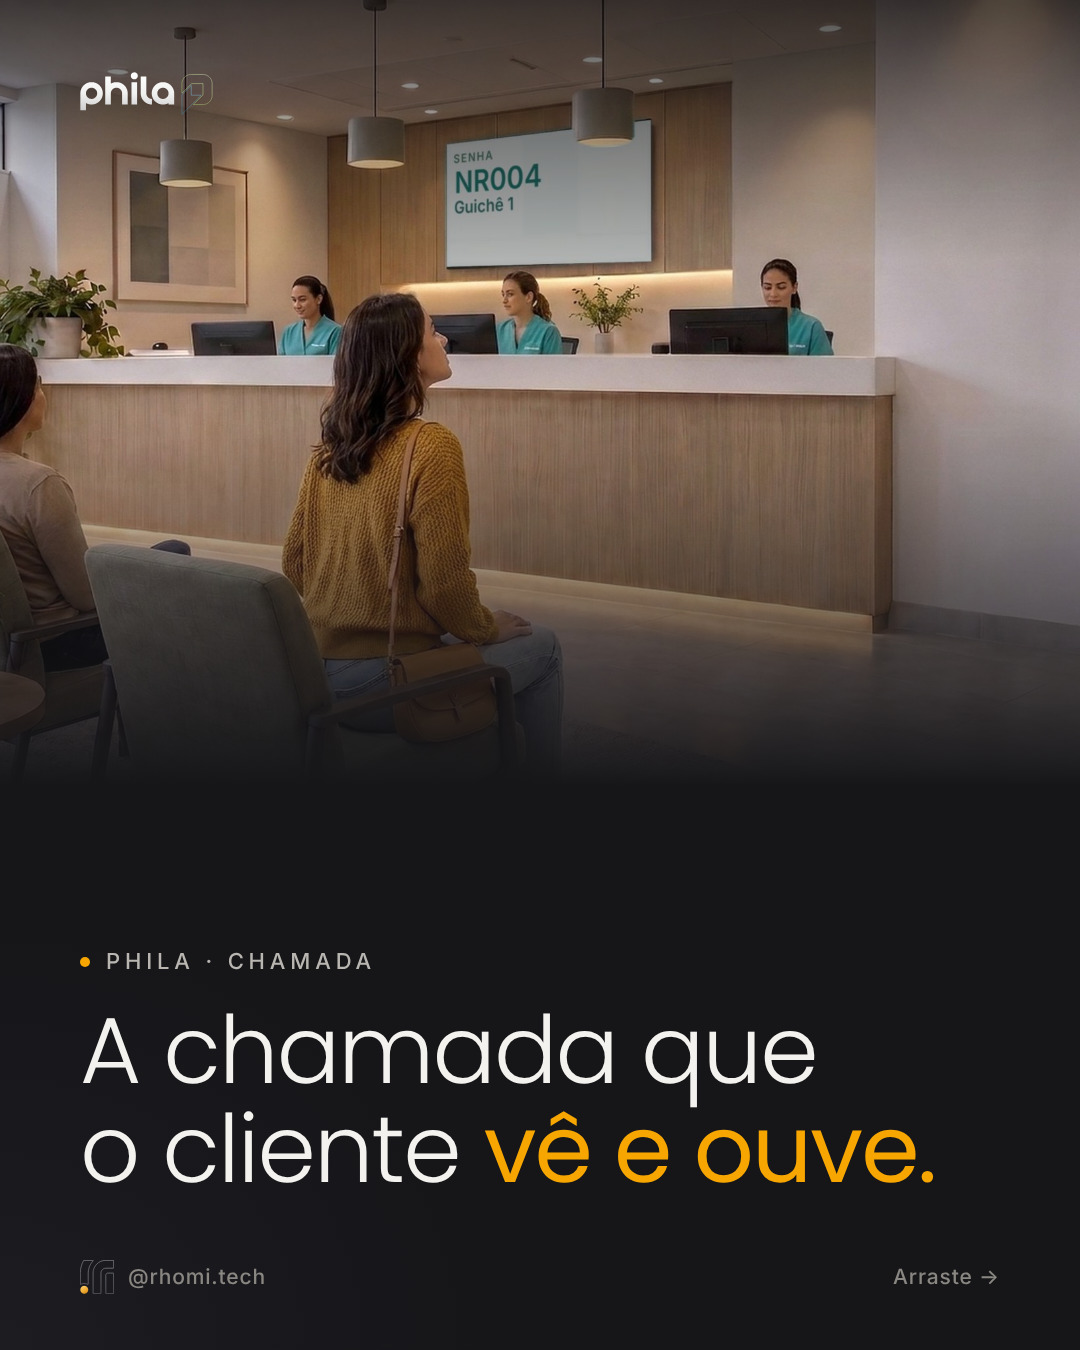 phila
SENHA
NR004
Guichê 1
PHILA · CHAMADA
A chamada que
o cliente vê e ouve.
@rhomi.tech
Arraste →